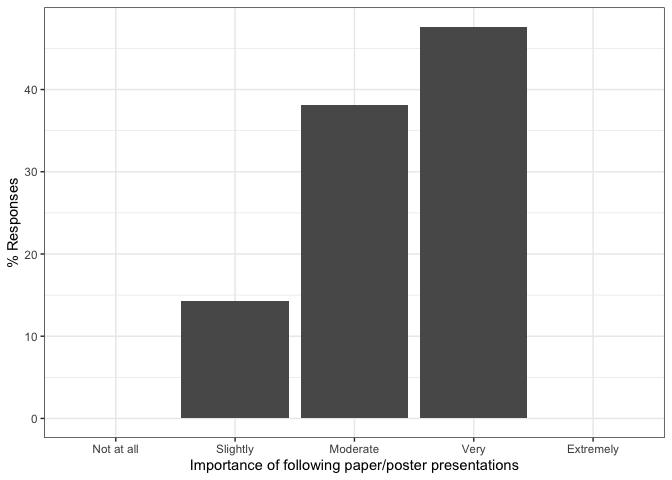 % Responses
40
30
20
10
0
Not at all Slightly Moderate Very Extremely
Importance of following paper/poster presentations